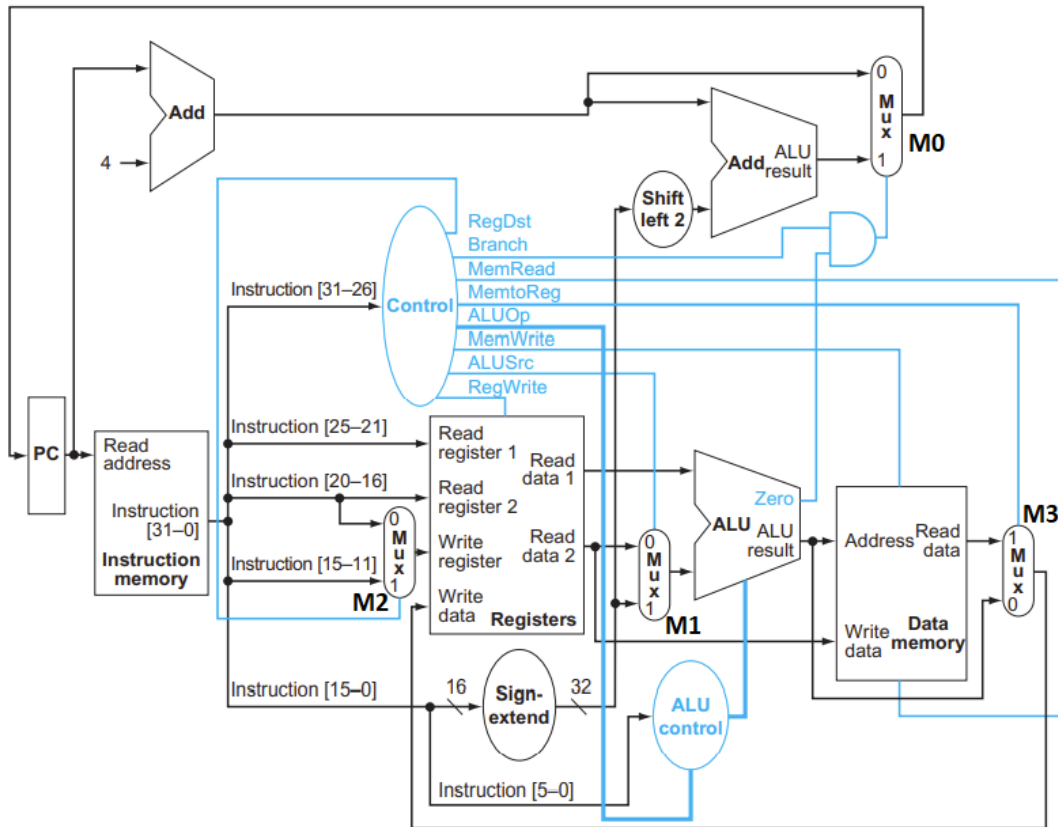 Add
4
0
Mux
1
M0
Add
ALU
result
Shift
left 2
RegDst
Branch
MemRead
MemtoReg
ALUOp
MemWrite
ALUSrc
RegWrite
Control
Instruction [31–26]
Instruction [25–21]
Instruction [20–16]
Instruction [15–11]
Instruction [15–0]
Instruction [5–0]
PC
Read
address
Instruction
[31–0]
Instruction
memory
0
Mux
1
M2
Read
register 1
Read
register 2
Write
register
Write
data
Read
data 1
Read
data 2
Registers
0
Mux
1
M1
Zero
ALU
ALU
result
Address
Read
data
Write
data
Data
memory
M3
1
Mux
0
16
Sign-
extend
32
ALU
control